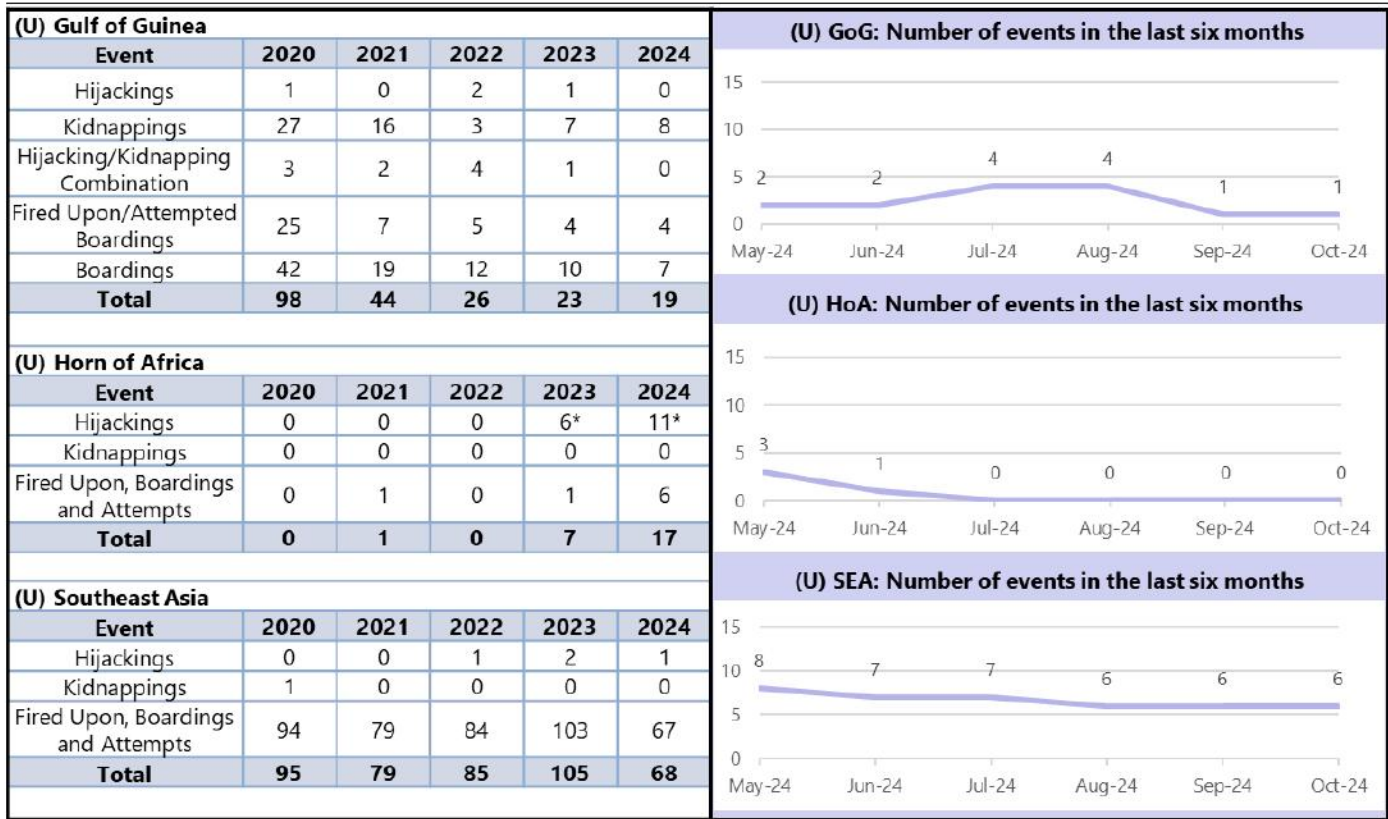 (U) Gulf of Guinea
Event 2020 2021 2022 2023 2024
Hijackings 1 0 2 1 0
Kidnappings 27 16 3 7 8
Hijacking/Kidnapping
Combination 3 2 4 1 0
Fired Upon/Attempted
Boardings 25 7 5 4 4
Boardings 42 19 12 10 7
Total 98 44 26 23 19
(U) Horn of Africa
Event 2020 2021 2022 2023 2024
Hijackings 0 0 0 6* 11*
Kidnappings 0 0 0 0 0
Fired Upon, Boardings
and Attempts 0 1 0 1 6
Total 0 1 0 7 17
(U) Southeast Asia
Event 2020 2021 2022 2023 2024
Hijackings 0 0 1 2 1
Kidnappings 1 0 0 0 0
Fired Upon, Boardings
and Attempts 94 79 84 103 67
Total 95 79 85 105 68
(U) GoG: Number of events in the last six months
15
10
5
0
2 2 4 4 1 1
May-24 Jun-24 Jul-24 Aug-24 Sep-24 Oct-24
(U) HoA: Number of events in the last six months
15
10
5
0
3 1 0 0 0 0
May-24 Jun-24 Jul-24 Aug-24 Sep-24 Oct-24
(U) SEA: Number of events in the last six months
15
10
5
0
8 7 7 6 6 6
May-24 Jun-24 Jul-24 Aug-24 Sep-24 Oct-24